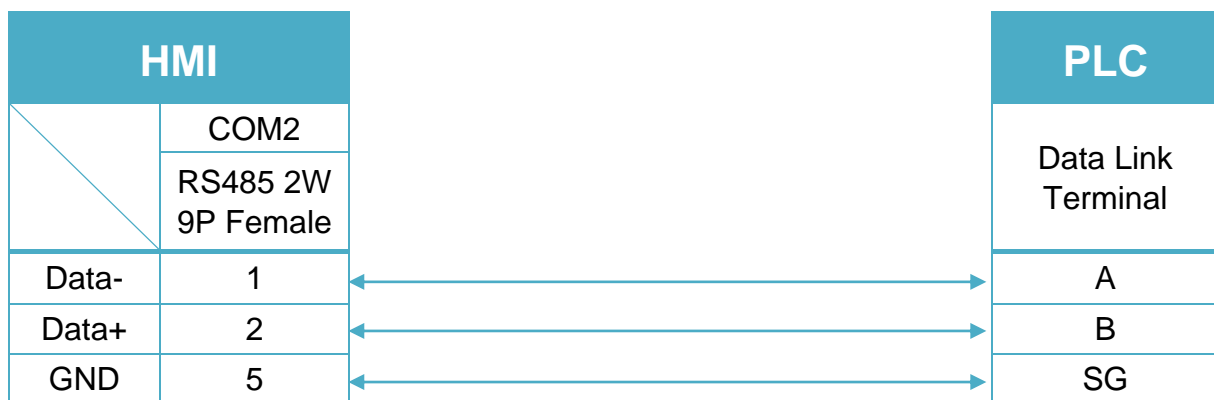 HMI
PLC
COM2
RS485 2W
9P Female
Data Link
Terminal
Data- 1 A
Data+ 2 B
GND 5 SG